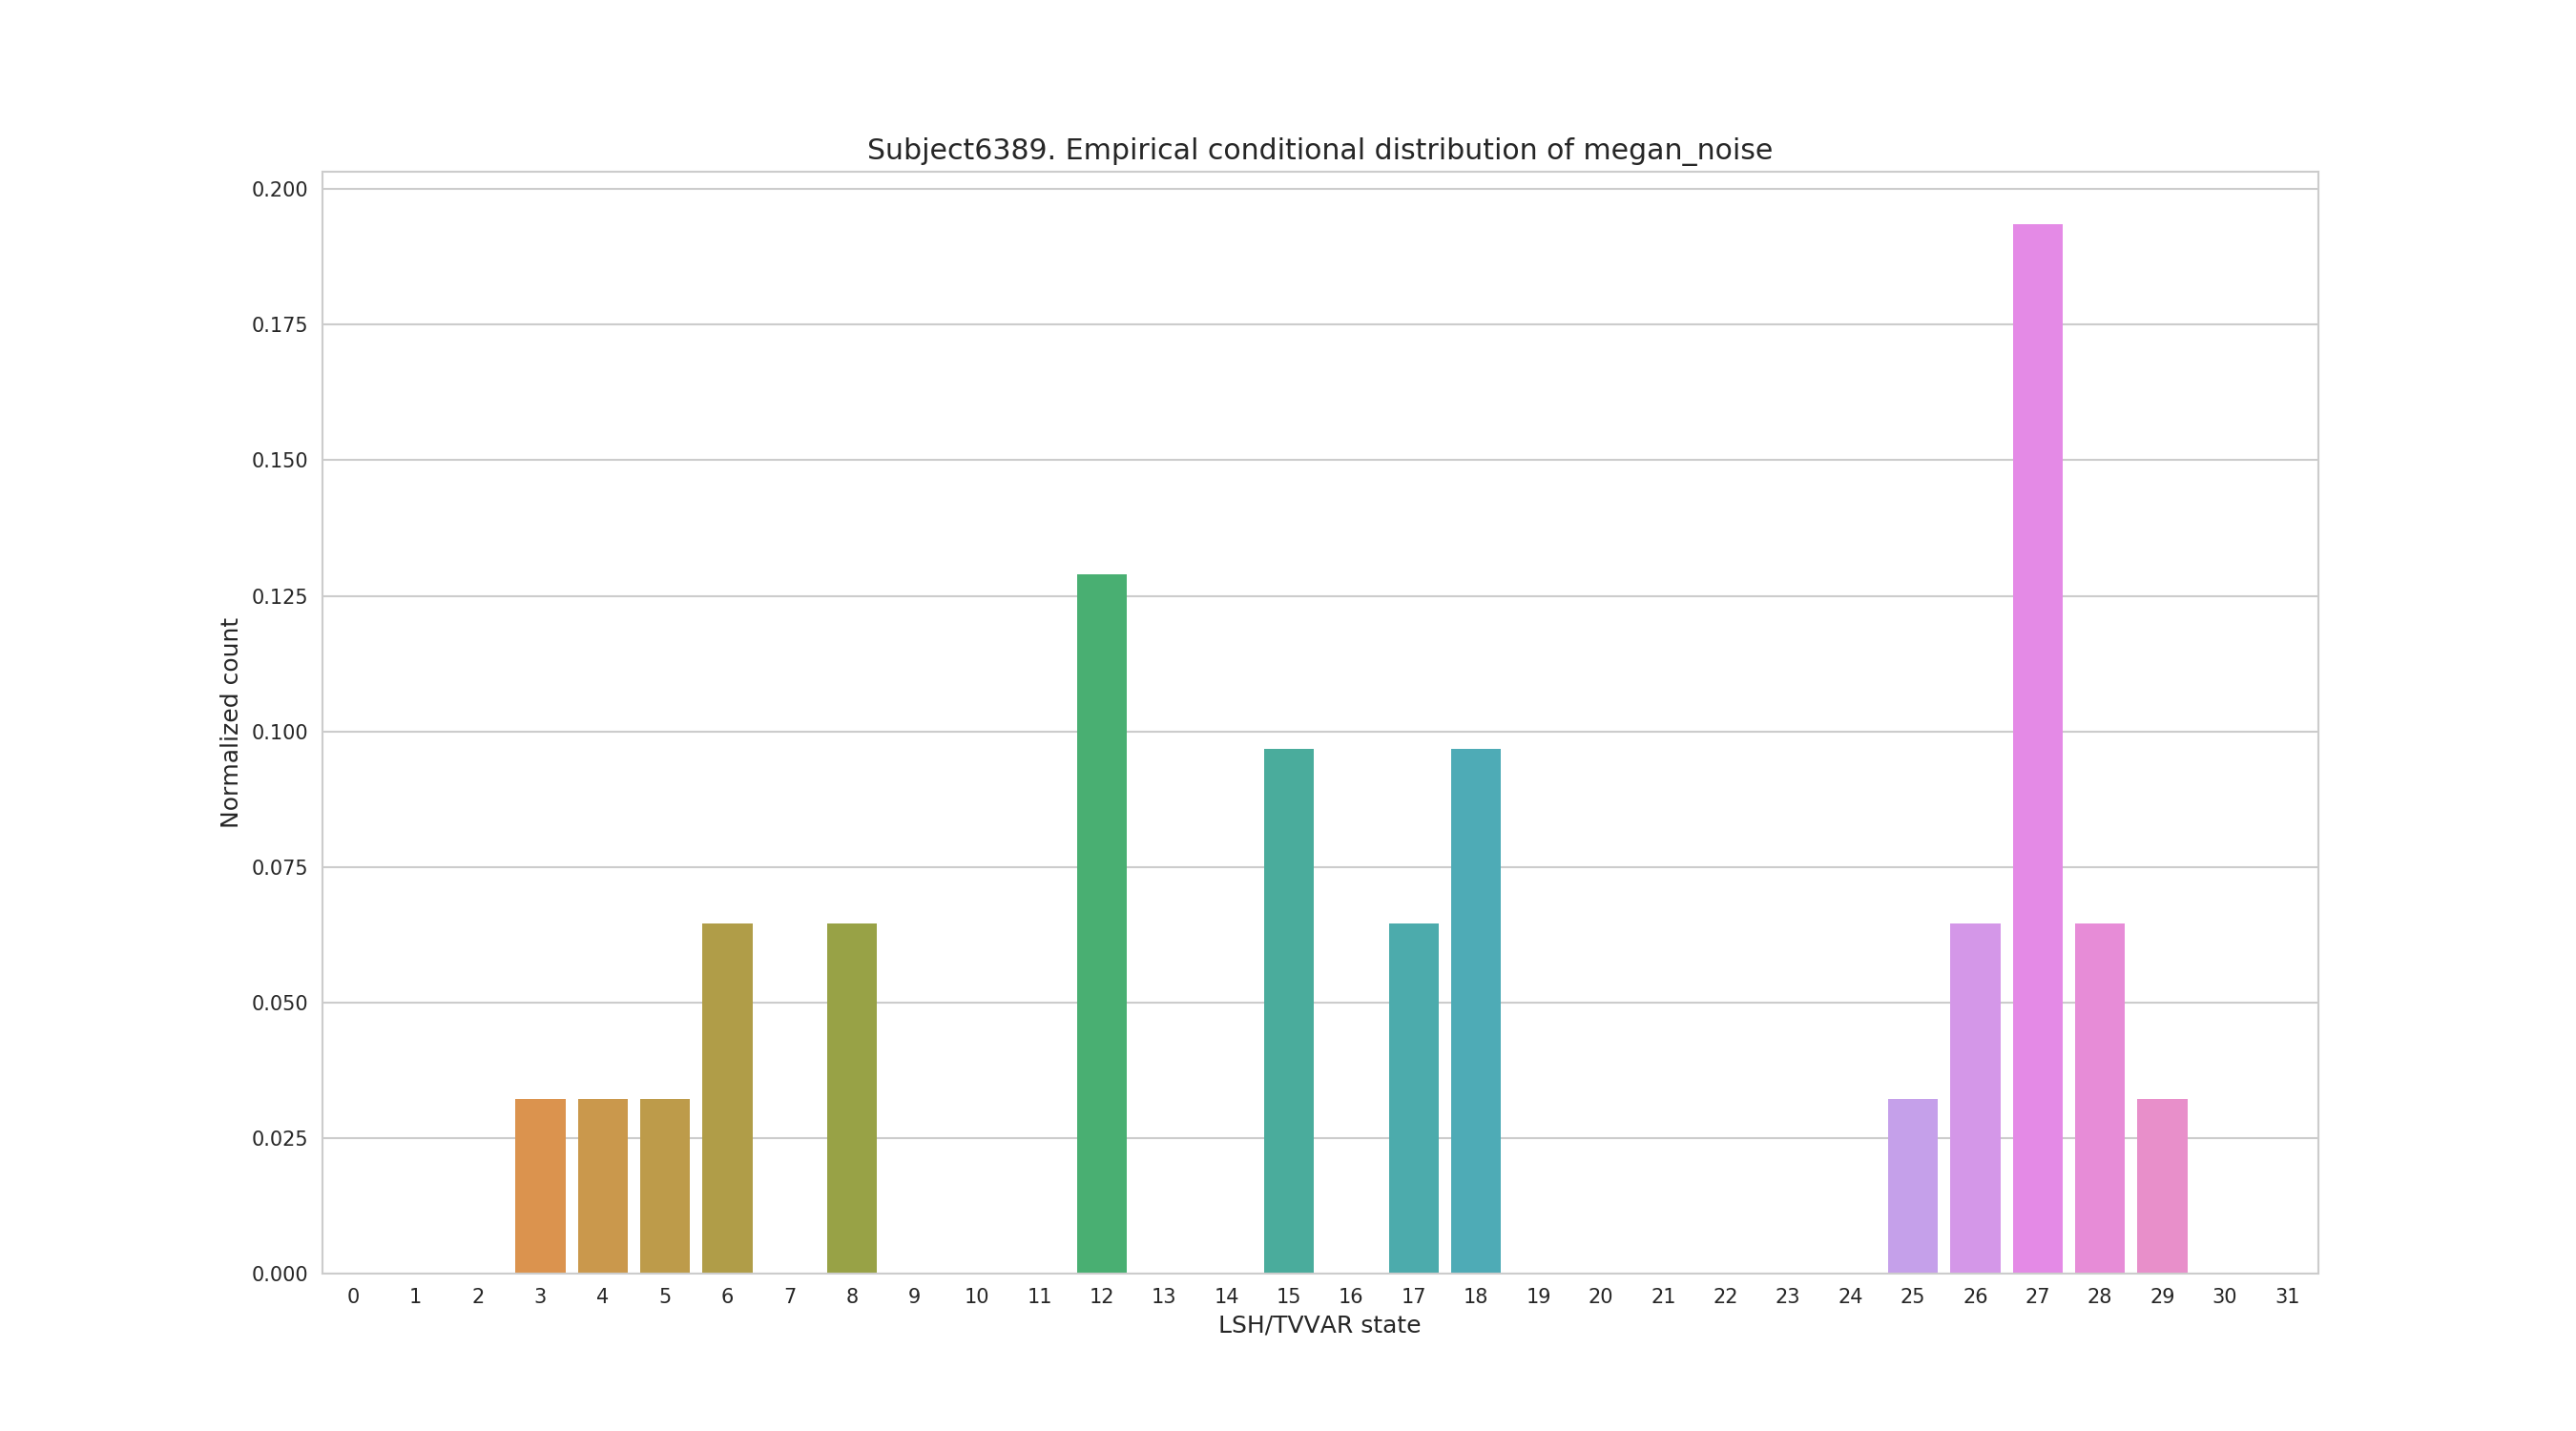 Subject6389. Empirical conditional distribution of megan_noise
0.200
0.175
0.150
0.125
0.100
0.075
0.050
0.025
0.000
Normalized count
0 1 2 3 4 5 6 7 8 9 10 11 12 13 14 15 16 17 18 19 20 21 22 23 24 25 26 27 28 29 30 31
LSH/TVVAR state